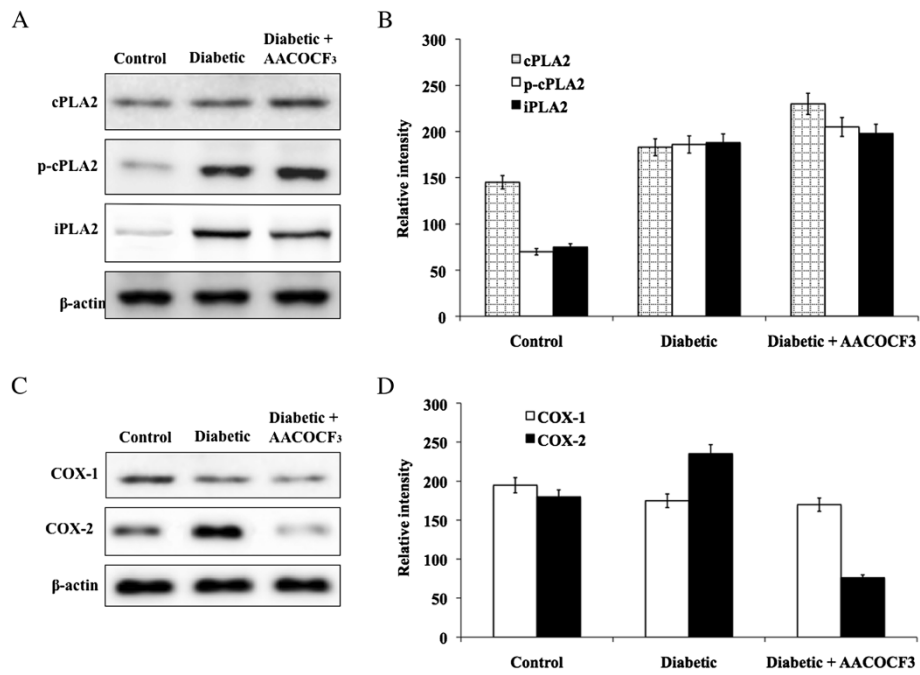 A
Control
Diabetic
Diabetic +
AACOCF3
cPLA2
p-cPLA2
iPLA2
β-actin
B
300
250
200
150
100
50
0
Relative intensity
cPLA2
p-cPLA2
iPLA2
Control
Diabetic
Diabetic + AACOCF3
C
Control
Diabetic
Diabetic +
AACOCF3
COX-1
COX-2
β-actin
D
300
250
200
150
100
50
0
Relative intensity
COX-1
COX-2
Control
Diabetic
Diabetic + AACOCF3